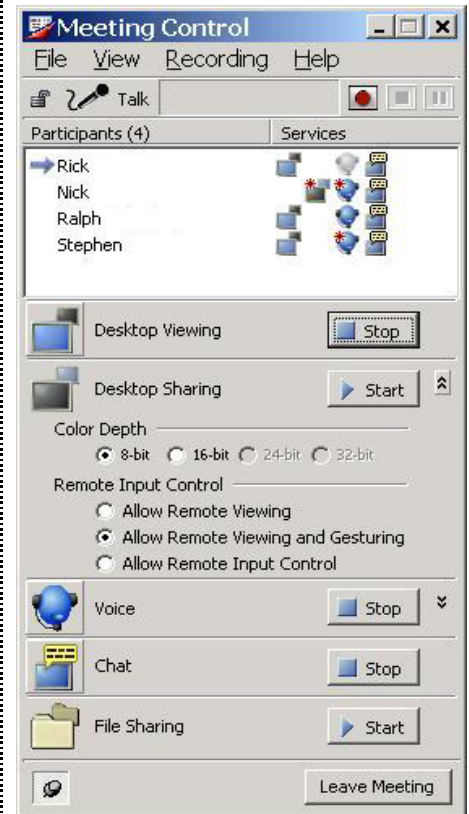 Meeting Control
File View Recording Help
Talk
Participants (4) Services
Rick
Nick
Ralph
Stephen
Desktop Viewing Stop
Desktop Sharing Start
Color Depth
8-bit 16-bit 24-bit 32-bit
Remote Input Control
Allow Remote Viewing
Allow Remote Viewing and Gesturing
Allow Remote Input Control
Voice Stop
Chat Stop
File Sharing Start
Leave Meeting